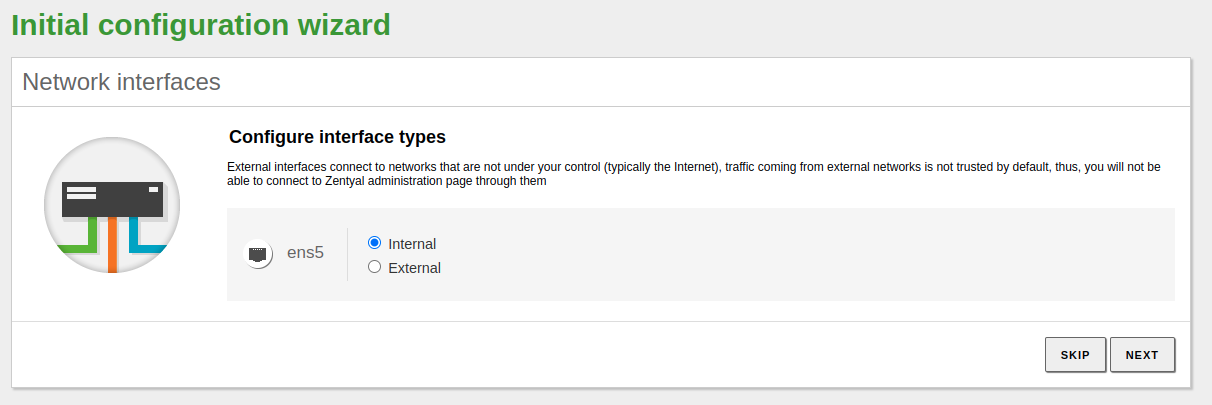 Initial configuration wizard
Network interfaces
Configure interface types
External interfaces connect to networks that are not under your control (typically the Internet), traffic coming from external networks is not trusted by default, thus, you will not be
able to connect to Zentyal administration page through them
ens5
Internal
External
SKIP
NEXT